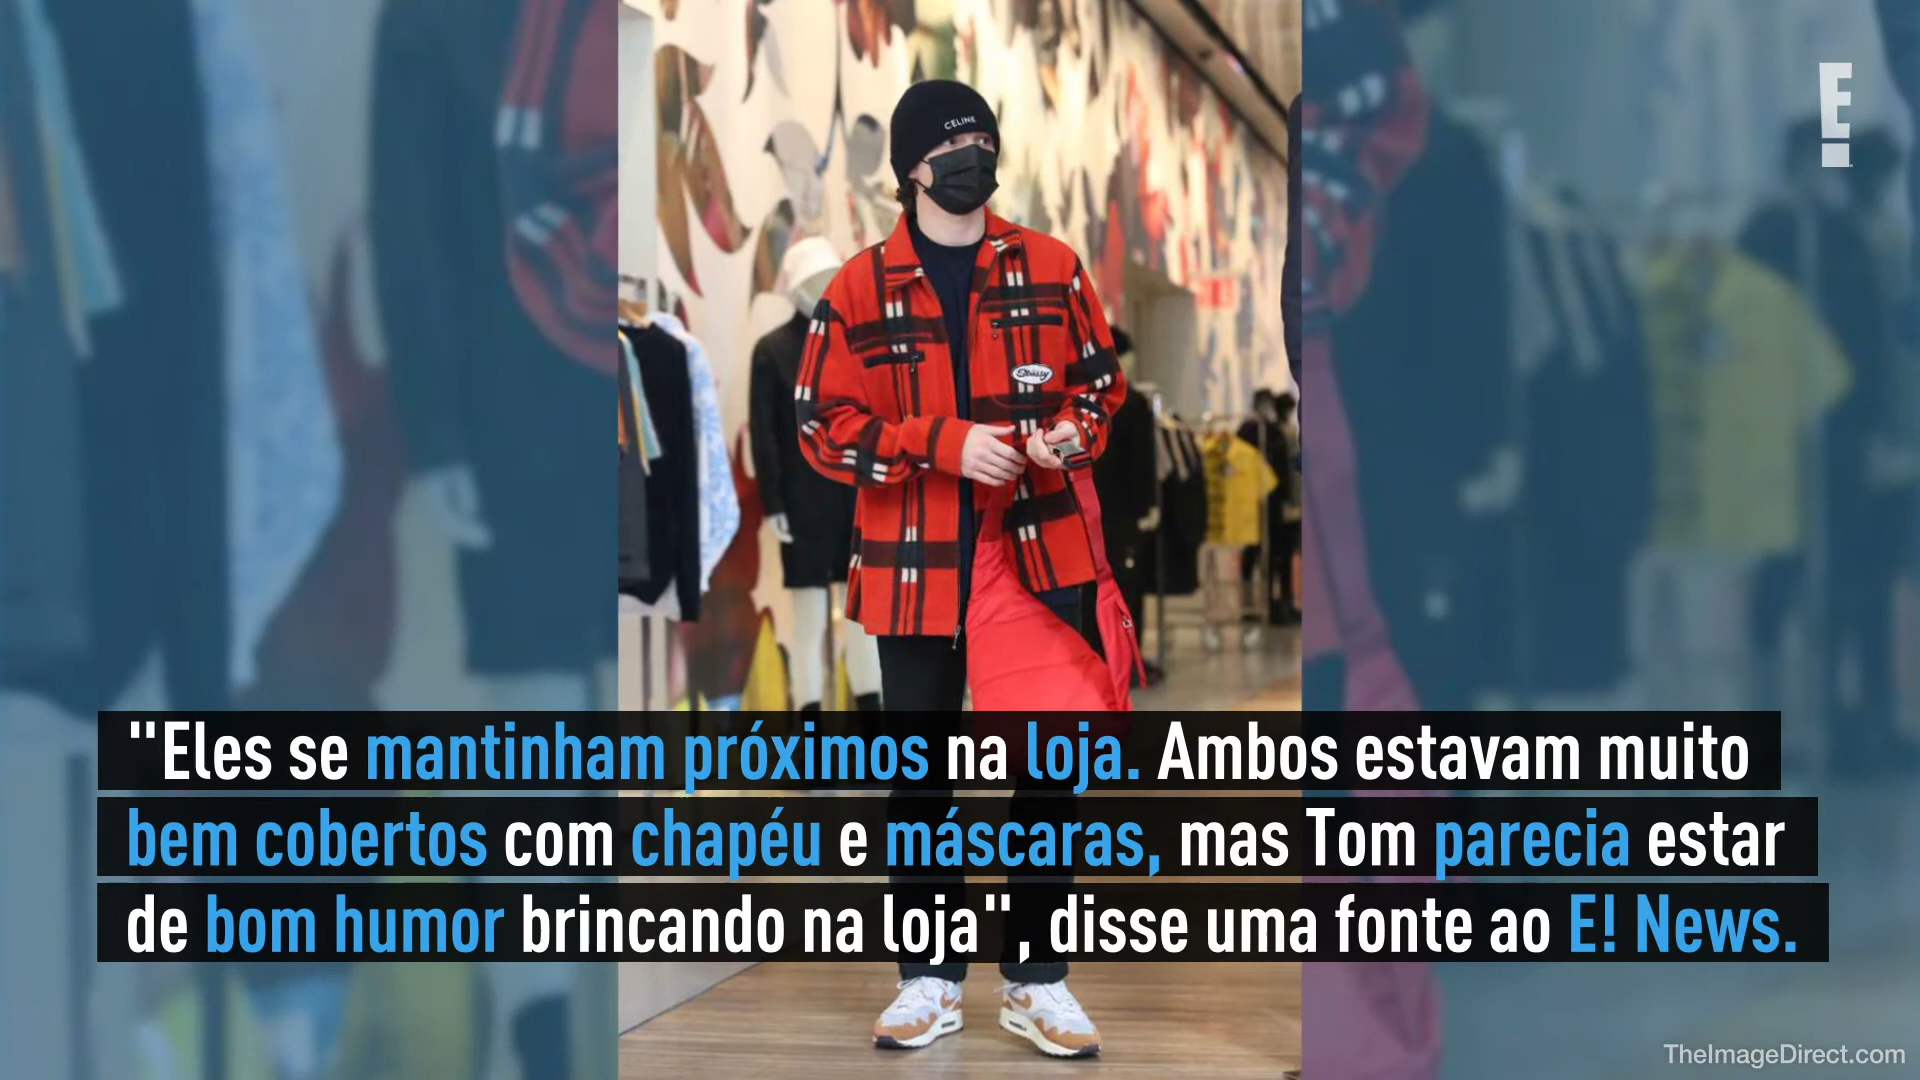 E!
CELINE
Stüssy
"Eles se mantinham próximos na loja. Ambos estavam muito
bem cobertos com chapéu e máscaras, mas Tom parecia estar
de bom humor brincando na loja", disse uma fonte ao E! News.
TheImageDirect.com